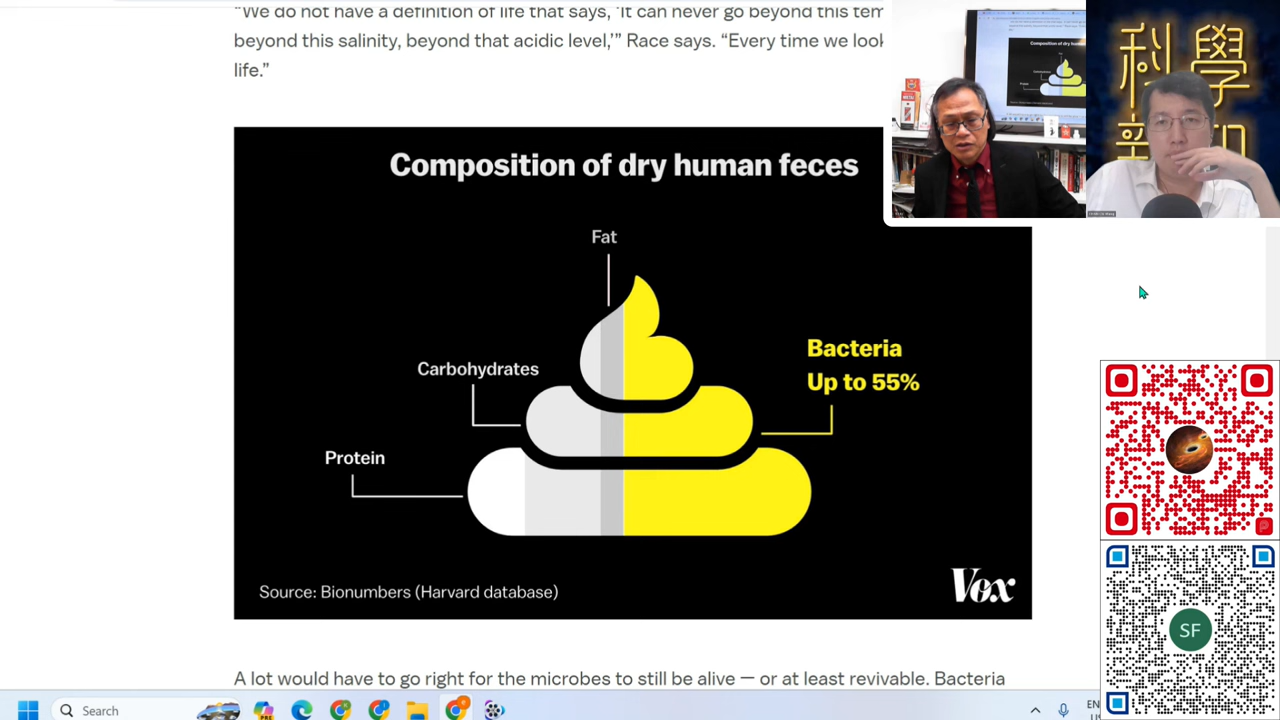 “We do not have a definition of life that says, ‘It can never go beyond this
beyond this
beyond that acidic level,’” Race says. “Every time we look
life.”
Composition of dry human feces
Fat
Bacteria
Up to 55%
Carbohydrates
Protein
Source: Bionumbers (Harvard database)
Vox
A lot would have to go right for the microbes to still be alive — or at least revivable. Bacteria
Search
科學
SF